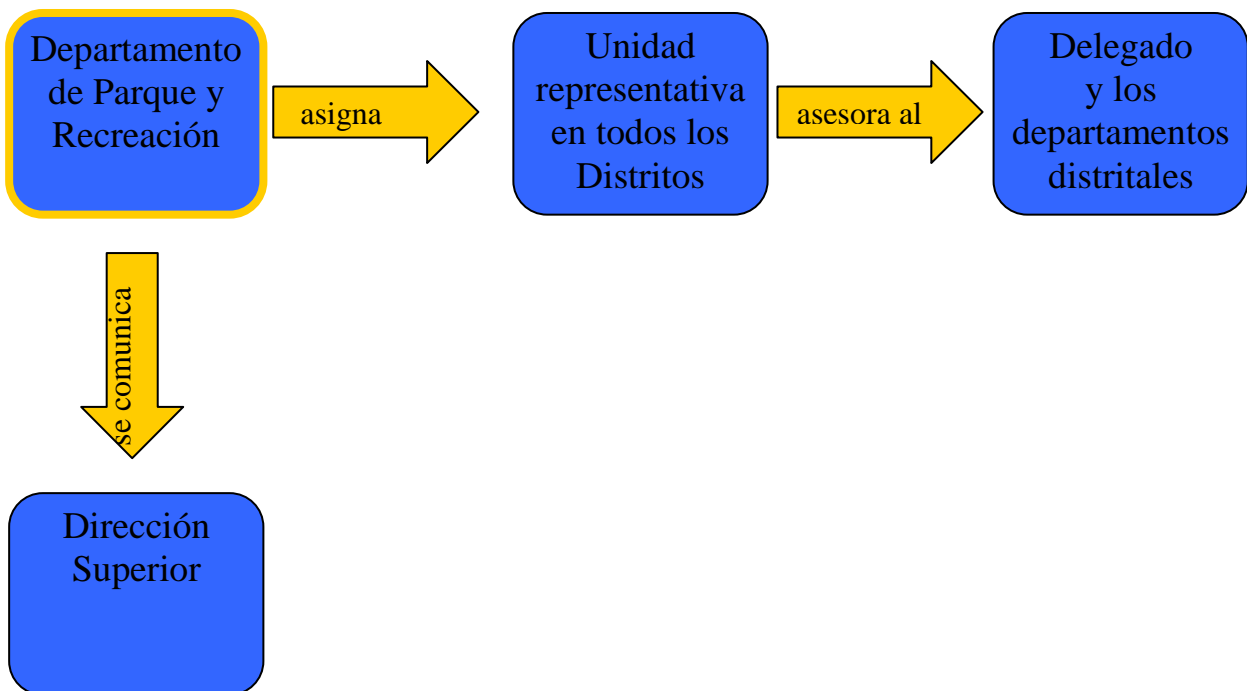 Departamento
de Parque y
Recreación
asigna
Unidad
representativa
en todos los
Distritos
asesora al
Delegado
y los
departamentos
distritales
se comunica
Dirección
Superior